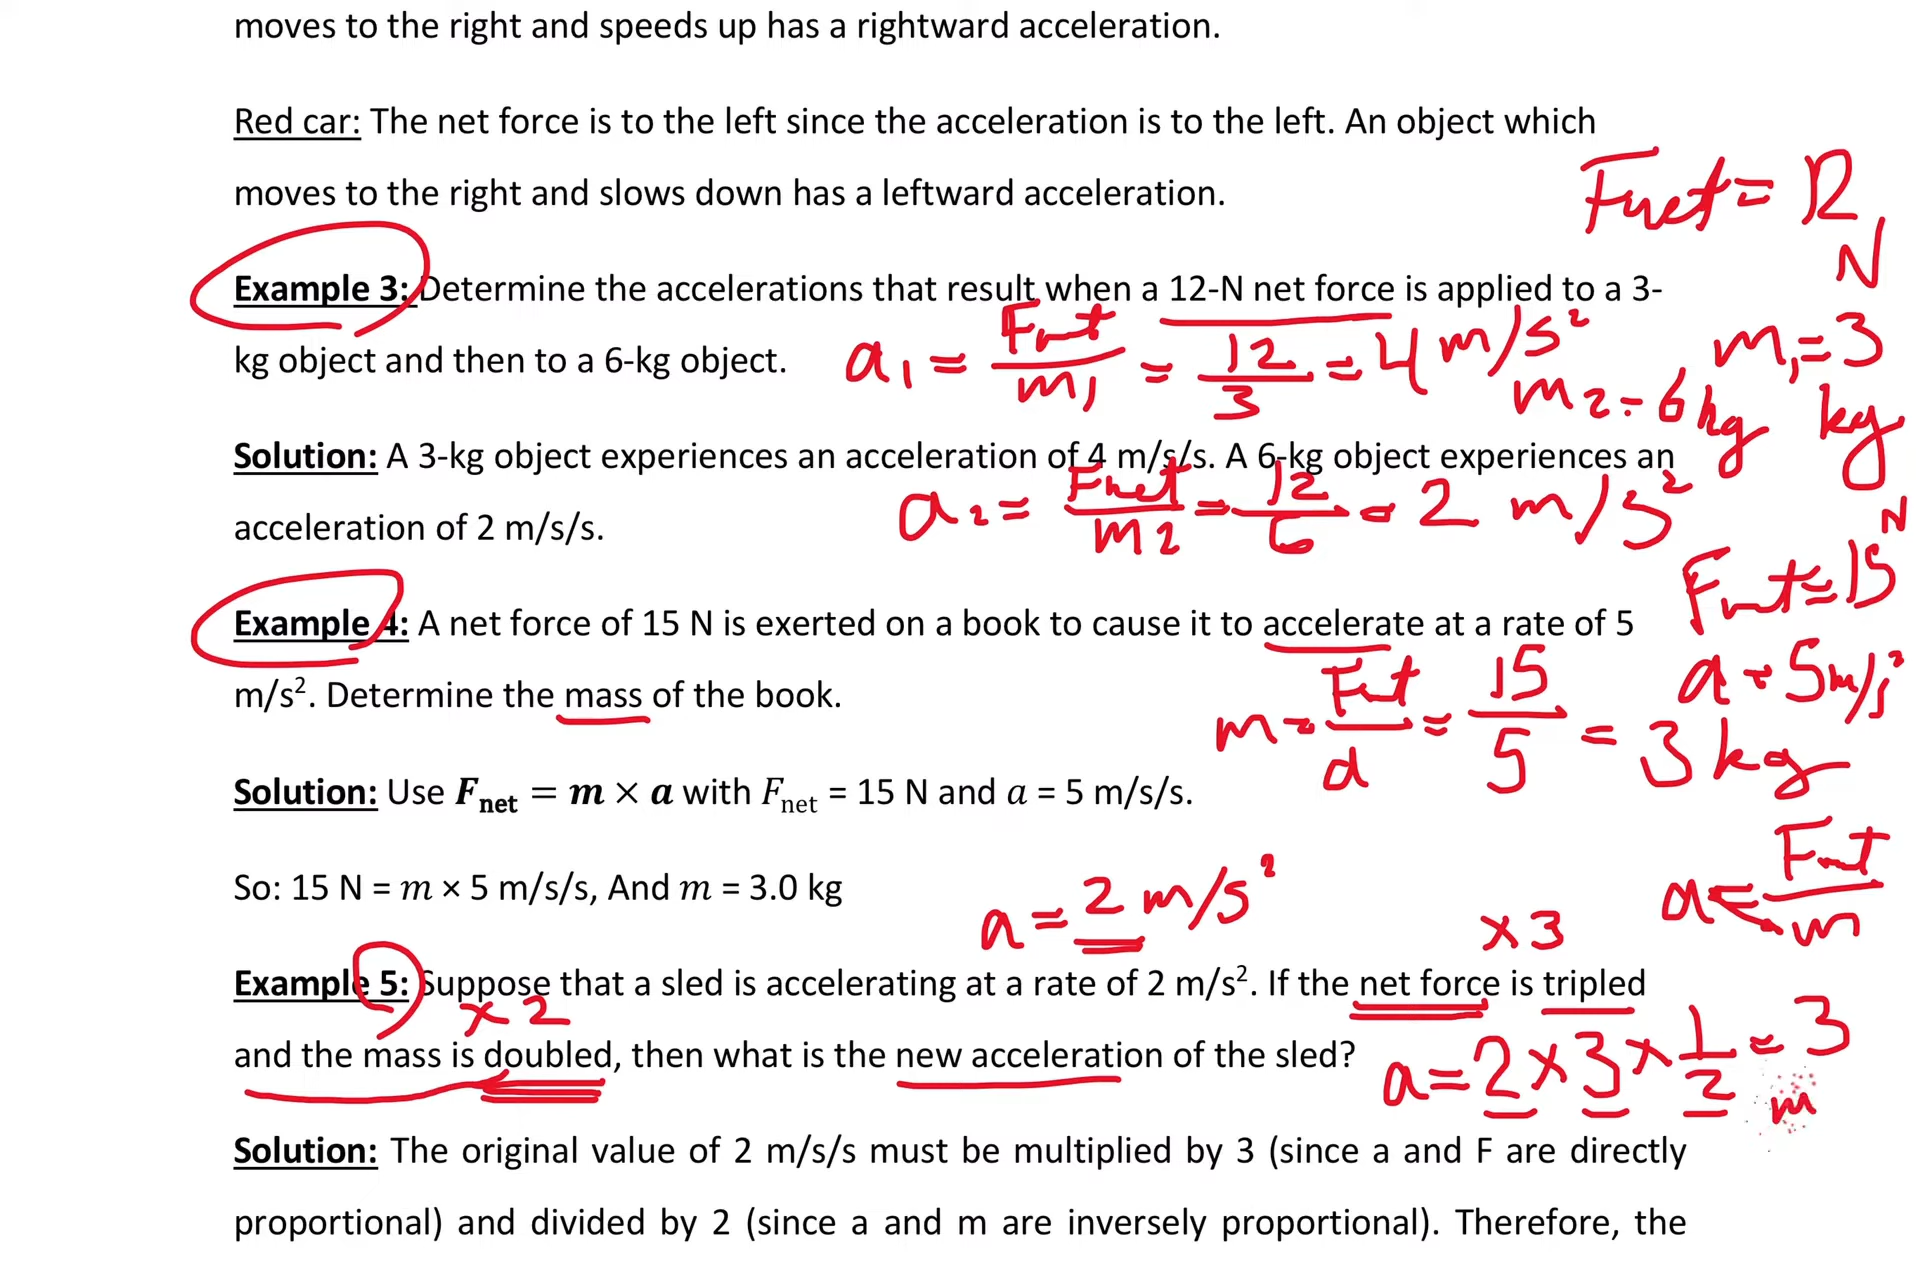 moves to the right and speeds up has a rightward acceleration.
Red car: The net force is to the left since the acceleration is to the left. An object which
moves to the right and slows down has a leftward acceleration.
Fnet = 12
N
Example 3: Determine the accelerations that result when a 12-N net force is applied to a 3-
kg object and then to a 6-kg object.
a₁ = Fnet/m₁ = 12/3 = 4 m/s²
m₁ = 3
kg
m₂ = 6 kg
Solution: A 3-kg object experiences an acceleration of 4 m/s/s. A 6-kg object experiences an
acceleration of 2 m/s/s.
a₂ = Fnet/m₂ = 12/6 = 2 m/s²
Fnet = 15 N
Example 4: A net force of 15 N is exerted on a book to cause it to accelerate at a rate of 5
m/s². Determine the mass of the book.
a = 5 m/s²
m = Fnet/a = 15/5 = 3 kg
Solution: Use Fnet = m × a with Fnet = 15 N and a = 5 m/s/s.
So: 15 N = m × 5 m/s/s, And m = 3.0 kg
a = 2 m/s²
a = Fnet/m
×3
Example 5: Suppose that a sled is accelerating at a rate of 2 m/s². If the net force is tripled
×2
and the mass is doubled, then what is the new acceleration of the sled?
a = 2 × 3 × 1/2 = 3
m
Solution: The original value of 2 m/s/s must be multiplied by 3 (since a and F are directly
proportional) and divided by 2 (since a and m are inversely proportional). Therefore, the